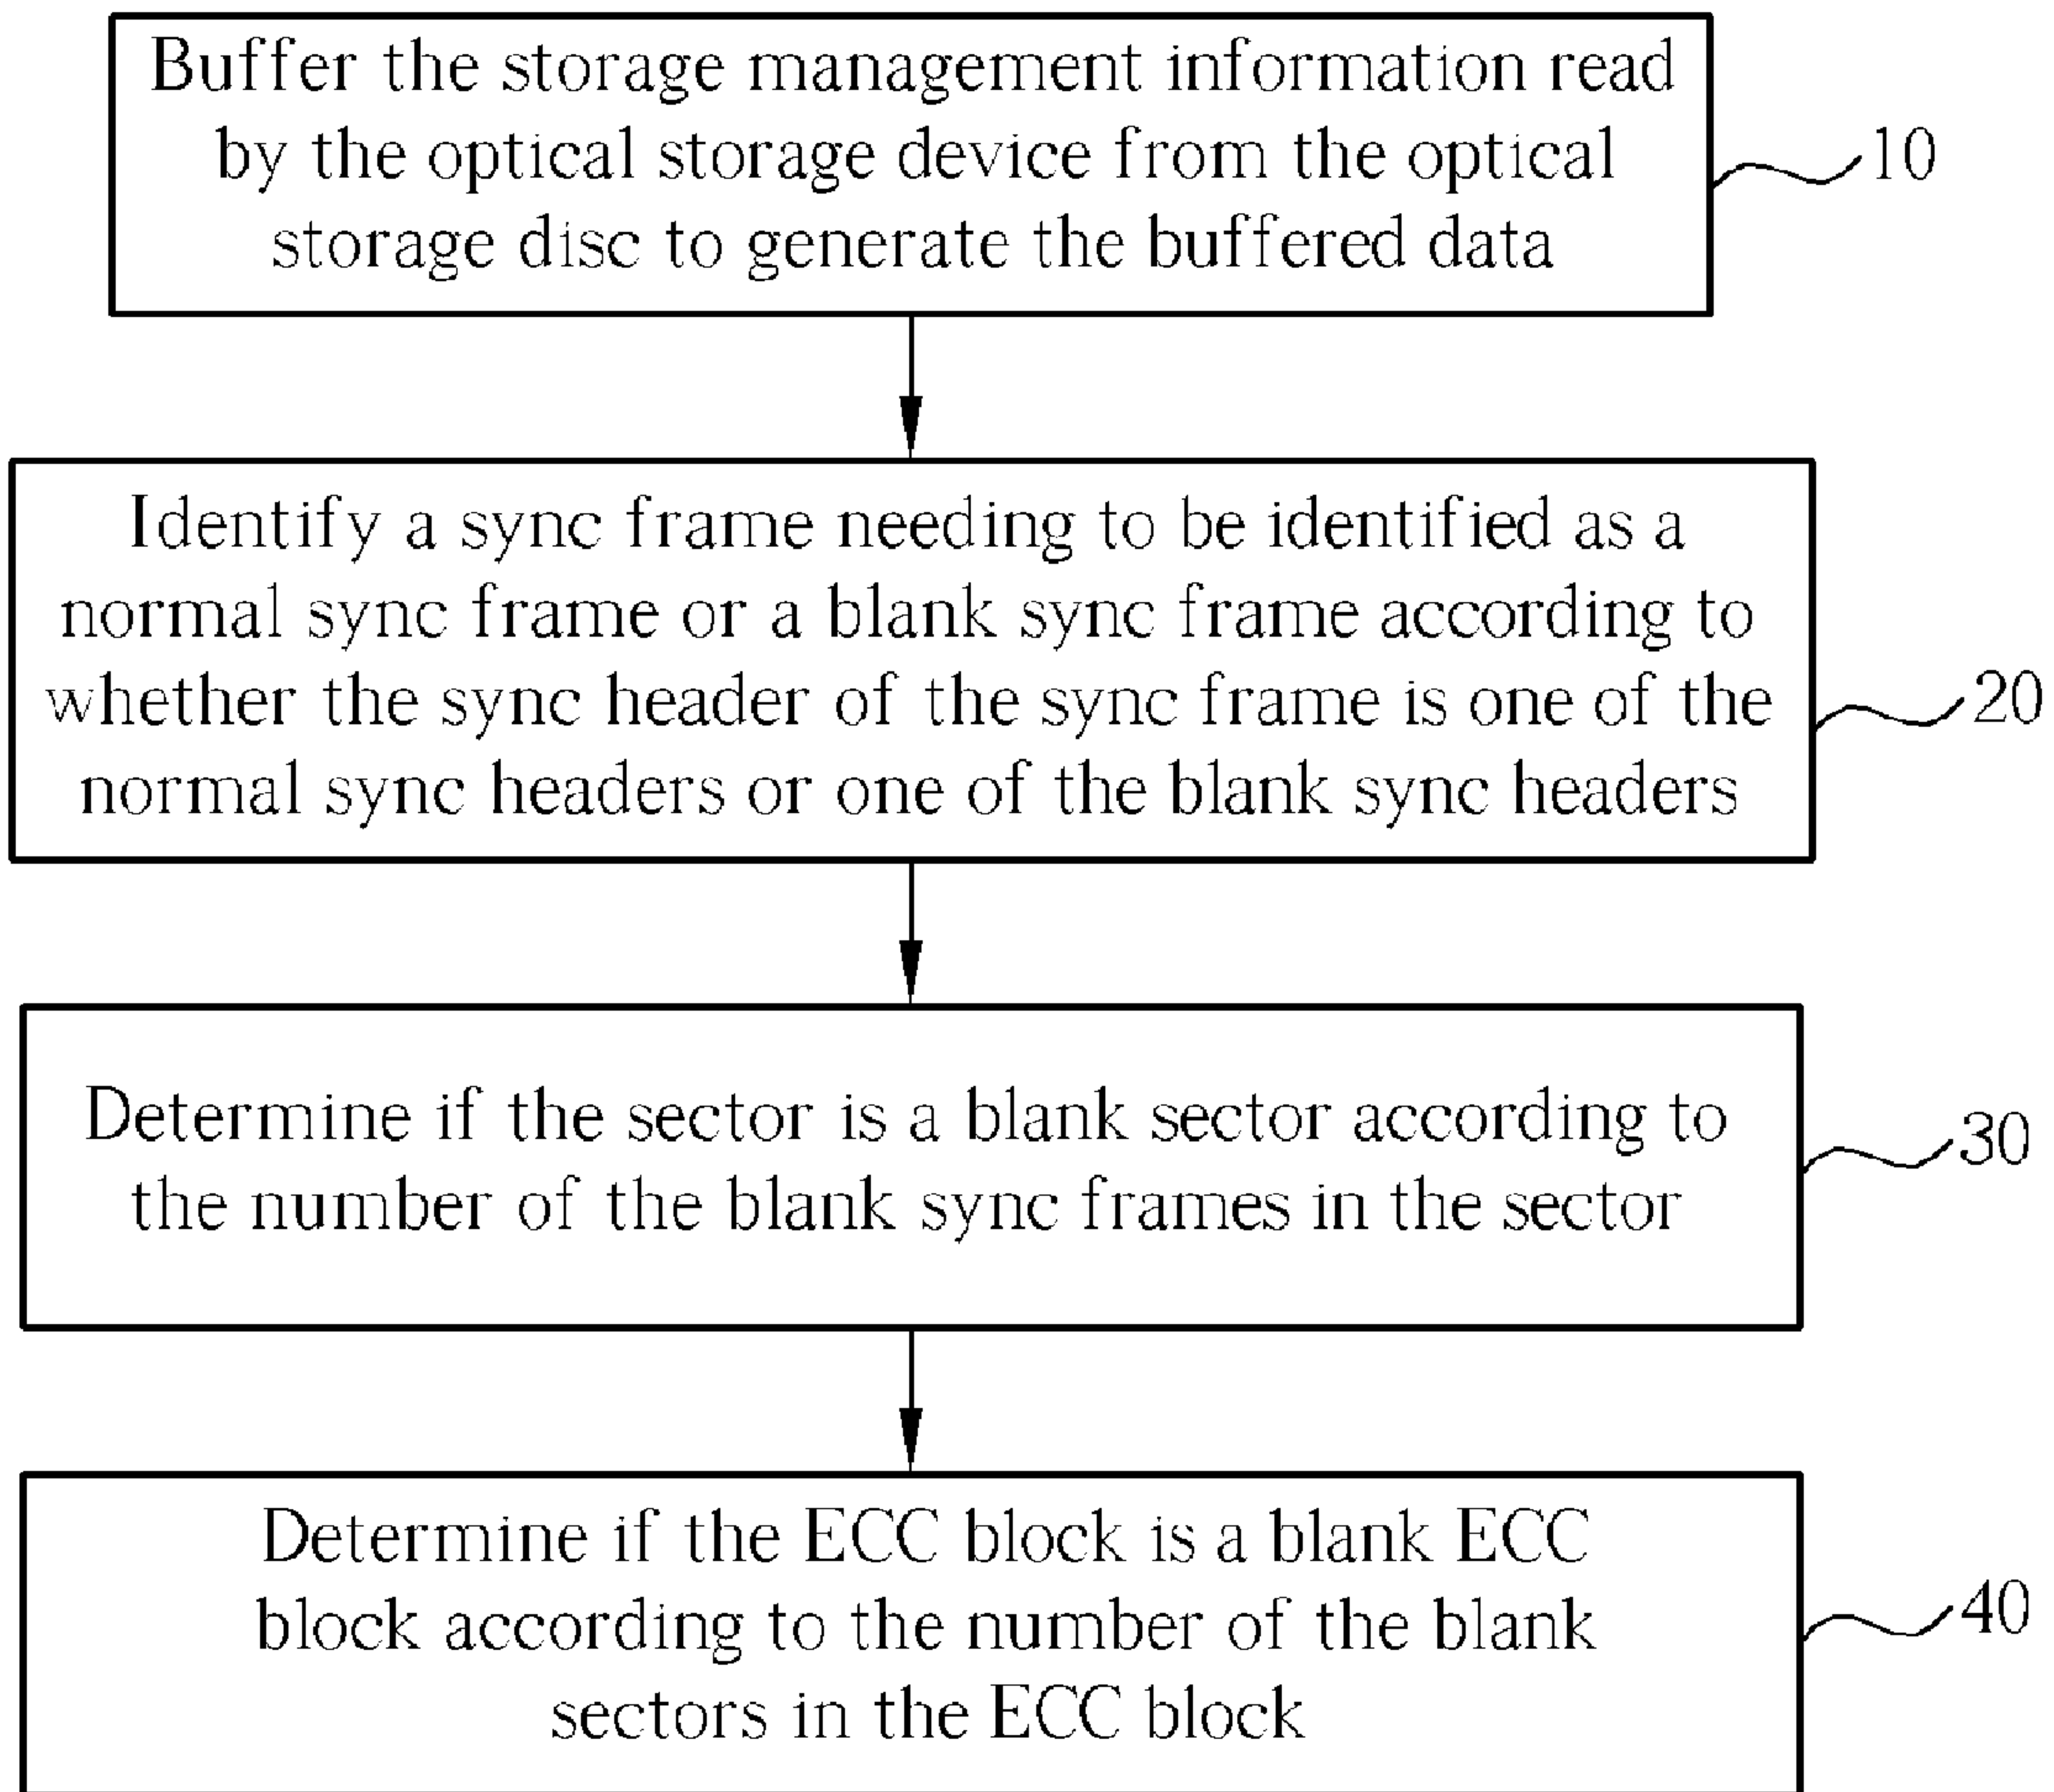 Buffer the storage management information read
by the optical storage device from the optical
storage disc to generate the buffered data
10
Identify a sync frame needing to be identified as a
normal sync frame or a blank sync frame according to
whether the sync header of the sync frame is one of the
normal sync headers or one of the blank sync headers
20
Determine if the sector is a blank sector according to
the number of the blank sync frames in the sector
30
Determine if the ECC block is a blank ECC
block according to the number of the blank
sectors in the ECC block
40